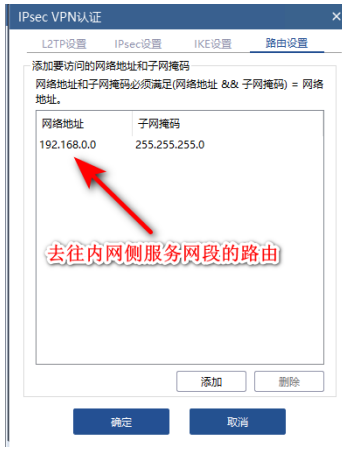 IPsec VPN认证
L2TP设置 IPsec设置 IKE设置 路由设置
添加要访问的网络地址和子网掩码
网络地址和子网掩码必须满足(网络地址 && 子网掩码) = 网络
地址。
网络地址 子网掩码
192.168.0.0 255.255.255.0
去往内网侧服务网段的路由
添加 删除
确定 取消